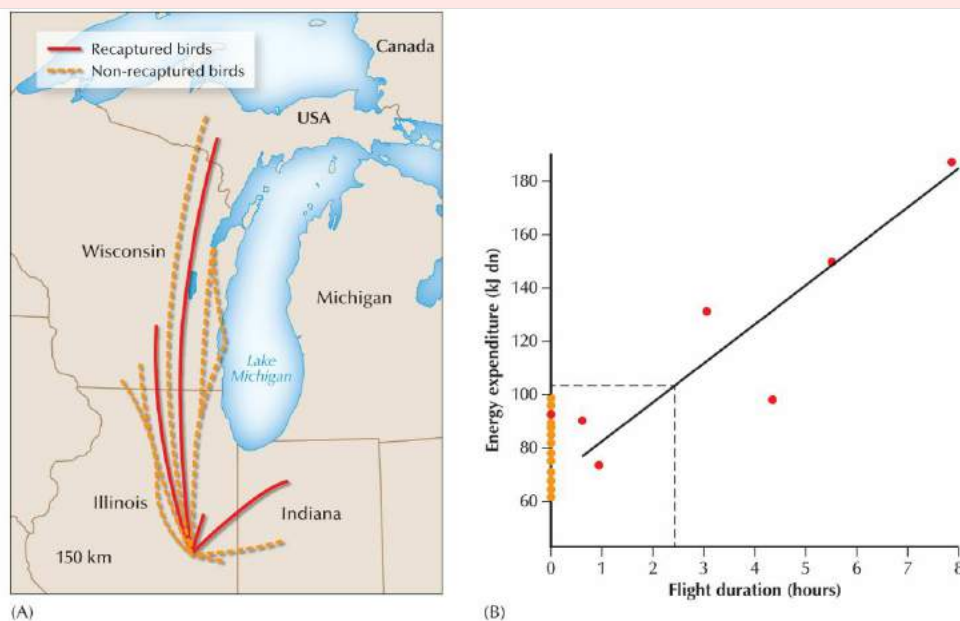 Recaptured birds
Non-recaptured birds
Canada
USA
Wisconsin
Michigan
Lake
Michigan
Illinois
Indiana
150 km
(A)
Energy expenditure (kJ dn)
180
160
140
120
100
80
60
0 1 2 3 4 5 6 7 8
Flight duration (hours)
(B)